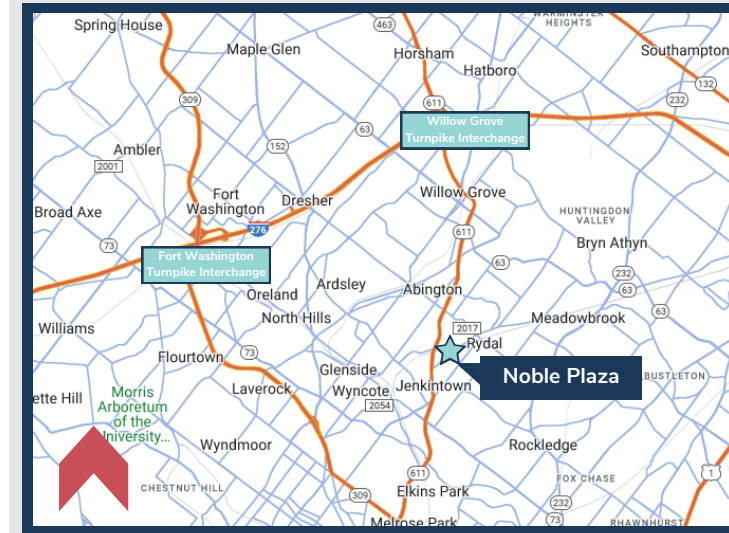 WARMINSTER
HEIGHTS
Spring House
463
Maple Glen
Horsham
Southampton
Hatboro
132
309
611
232
Willow Grove
Turnpike Interchange
63
152
Ambler
2001
Fort
Washington
Dresher
Willow Grove
Broad Axe
HUNTINGDON
VALLEY
276
611
73
Bryn Athyn
Fort Washington
Turnpike Interchange
63
232
63
Ardsley
Abington
Oreland
North Hills
63
Meadowbrook
Williams
2017
Rydal
Flourtown
73
Glenside
Noble Plaza
BUSTLETON
Laverock
Wyncote
Jenkintown
ette Hill
Morris
Arboretum
of the
University...
2054
Wyndmoor
Rockledge
611
1
FOX CHASE
CHESTNUT HILL
309
Elkins Park
232
73
Melrose Park
RHAWNHURST